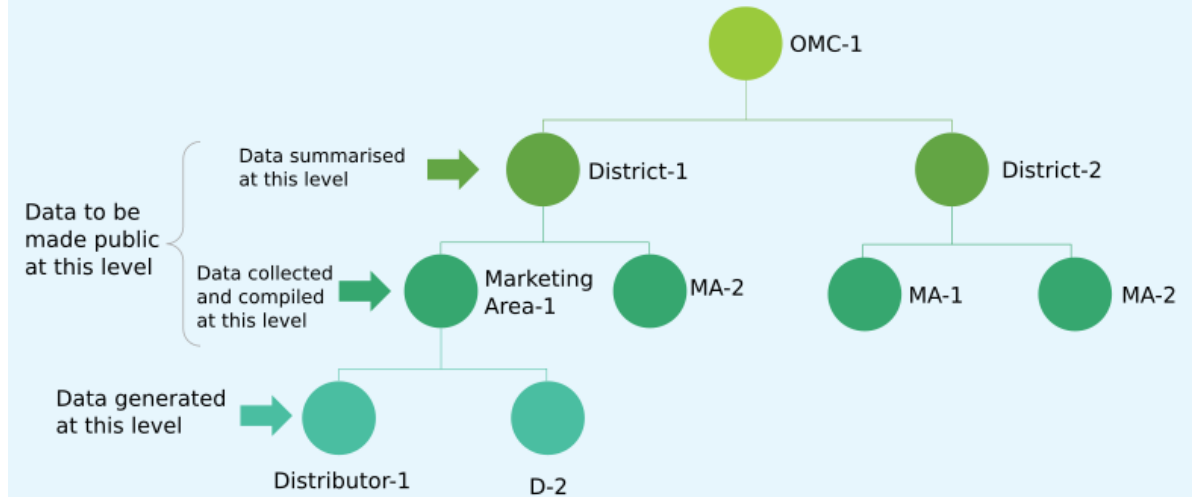 OMC-1
Data summarised
at this level
District-1
District-2
Data to be
made public
at this level
Data collected
and compiled
at this level
Marketing
Area-1
MA-2
MA-1
MA-2
Data generated
at this level
Distributor-1
D-2